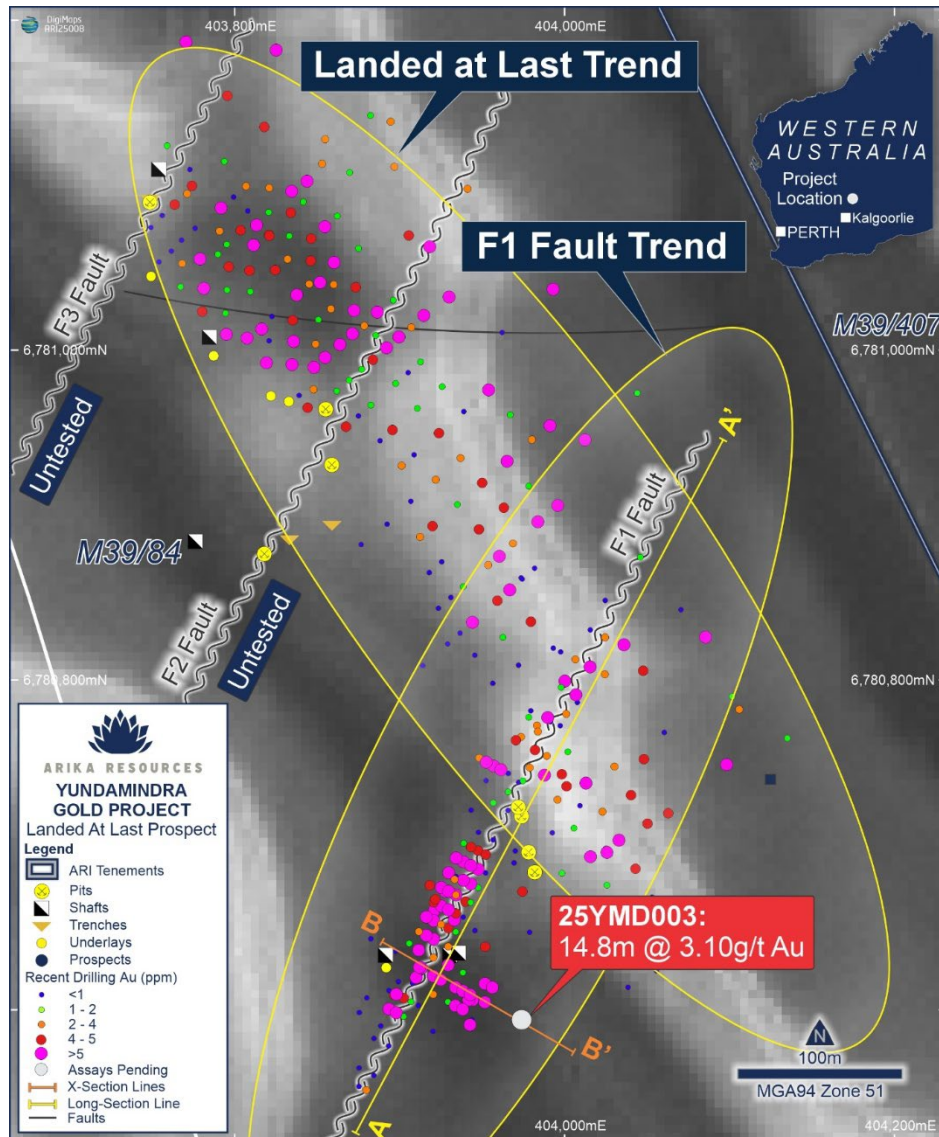 DigiMaps
RRI25008
403,800mE
404,000mE
Landed at Last Trend
WESTERN
AUSTRALIA
Project
Location
Kalgoorlie
PERTH
F1 Fault Trend
F3 Fault
M39/407
6,781,000mN
6,781,000mN
Untested
A'
F1 Fault
M39/84
F2 Fault
Untested
6,780,800mN
6,780,800mN
ARIKA RESOURCES
YUNDAMINDRA
GOLD PROJECT
Landed At Last Prospect
Legend
ARI Tenements
Pits
Shafts
Trenches
Underlays
Prospects
Recent Drilling Au (ppm)
<1
1 - 2
2 - 4
4 - 5
>5
Assays Pending
X-Section Lines
Long-Section Line
Faults
B
25YMD003:
14.8m @ 3.10g/t Au
B'
A
N
100m
MGA94 Zone 51
404,000mE
404,200mE